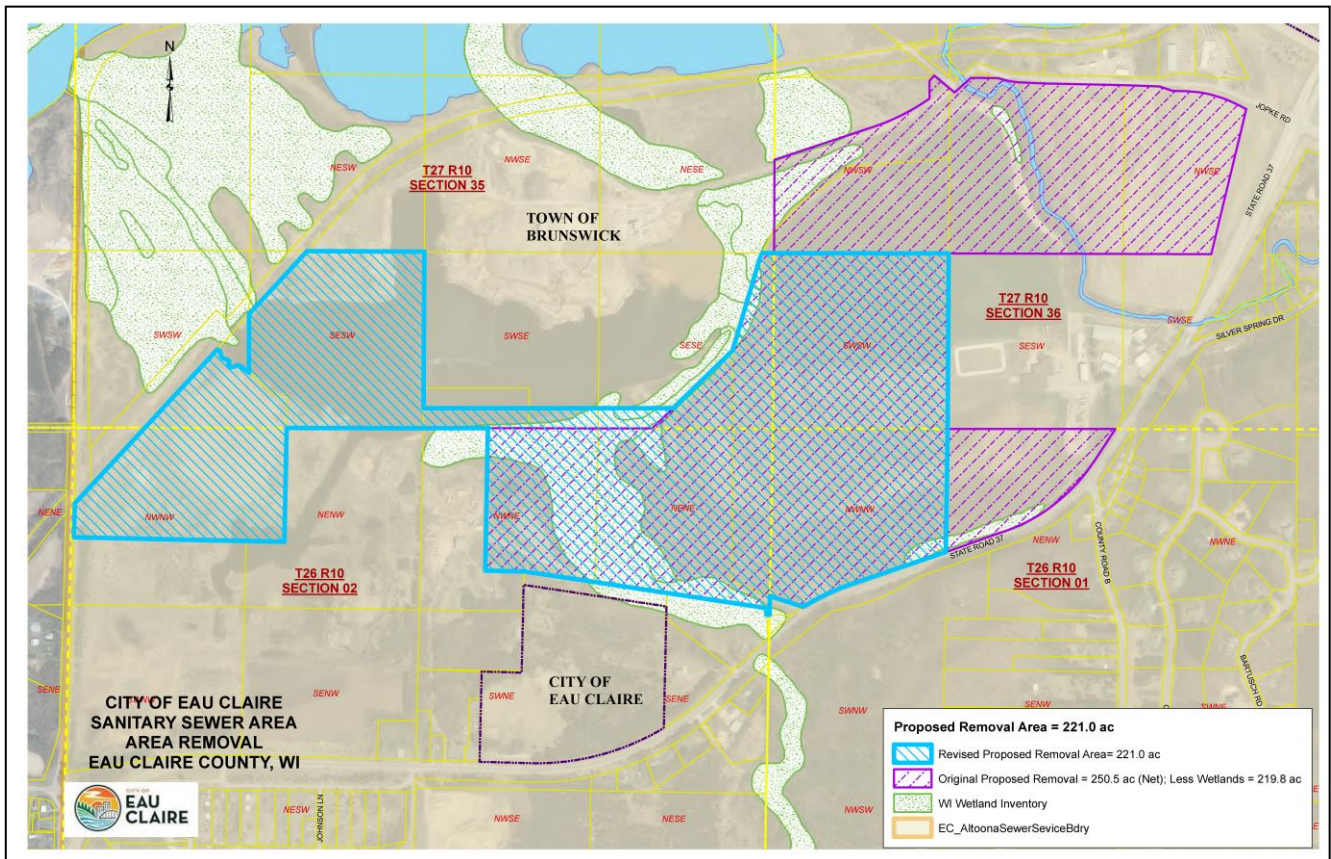 N
JOPKE RD
NWSE
NESW
NESE
NWSW
NWSE
T27 R10
SECTION 35
STATE ROAD 37
TOWN OF
BRUNSWICK
T27 R10
SECTION 36
SWSW
SESW
SWSE
SESE
SWSW
SESW
SWSE
SILVER SPRING DR
NENE
NWNW
NENW
NWNE
NENE
NWNW
STATE ROAD 37
NENW
COUNTY ROAD B
NWNE
T26 R10
SECTION 02
T26 R10
SECTION 01
BARTUSCH RD
CITY OF
EAU CLAIRE
SENE
SENW
SWNE
SENE
SWNW
SENW
SWNE
CITY OF EAU CLAIRE
SANITARY SEWER AREA
AREA REMOVAL
EAU CLAIRE COUNTY, WI
CITY OF
EAU
CLAIRE
NESW
JOHNSON LN
NWSE
NESE
NWSW
Proposed Removal Area = 221.0 ac
Revised Proposed Removal Area= 221.0 ac
Original Proposed Removal = 250.5 ac (Net); Less Wetlands = 219.8 ac
WI Wetland Inventory
EC_AltoonaSewerSeviceBdry